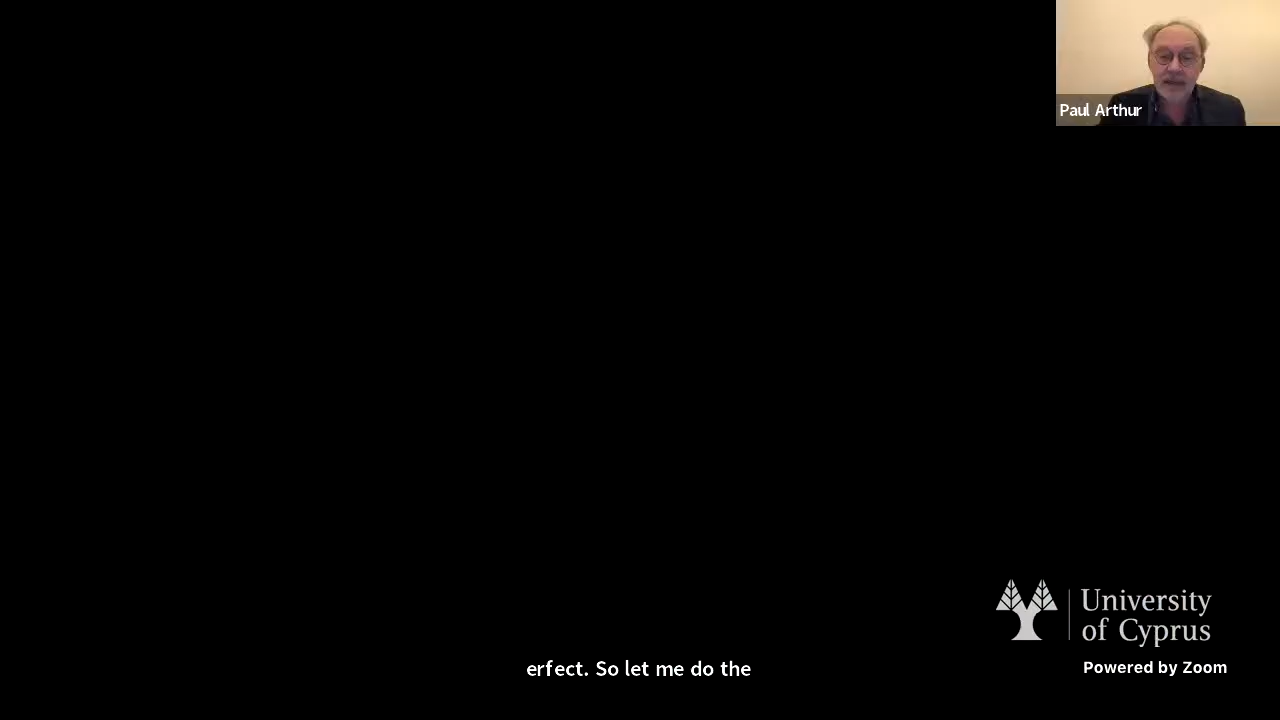 Paul Arthur
University
of Cyprus
Powered by Zoom
erfect. So let me do the